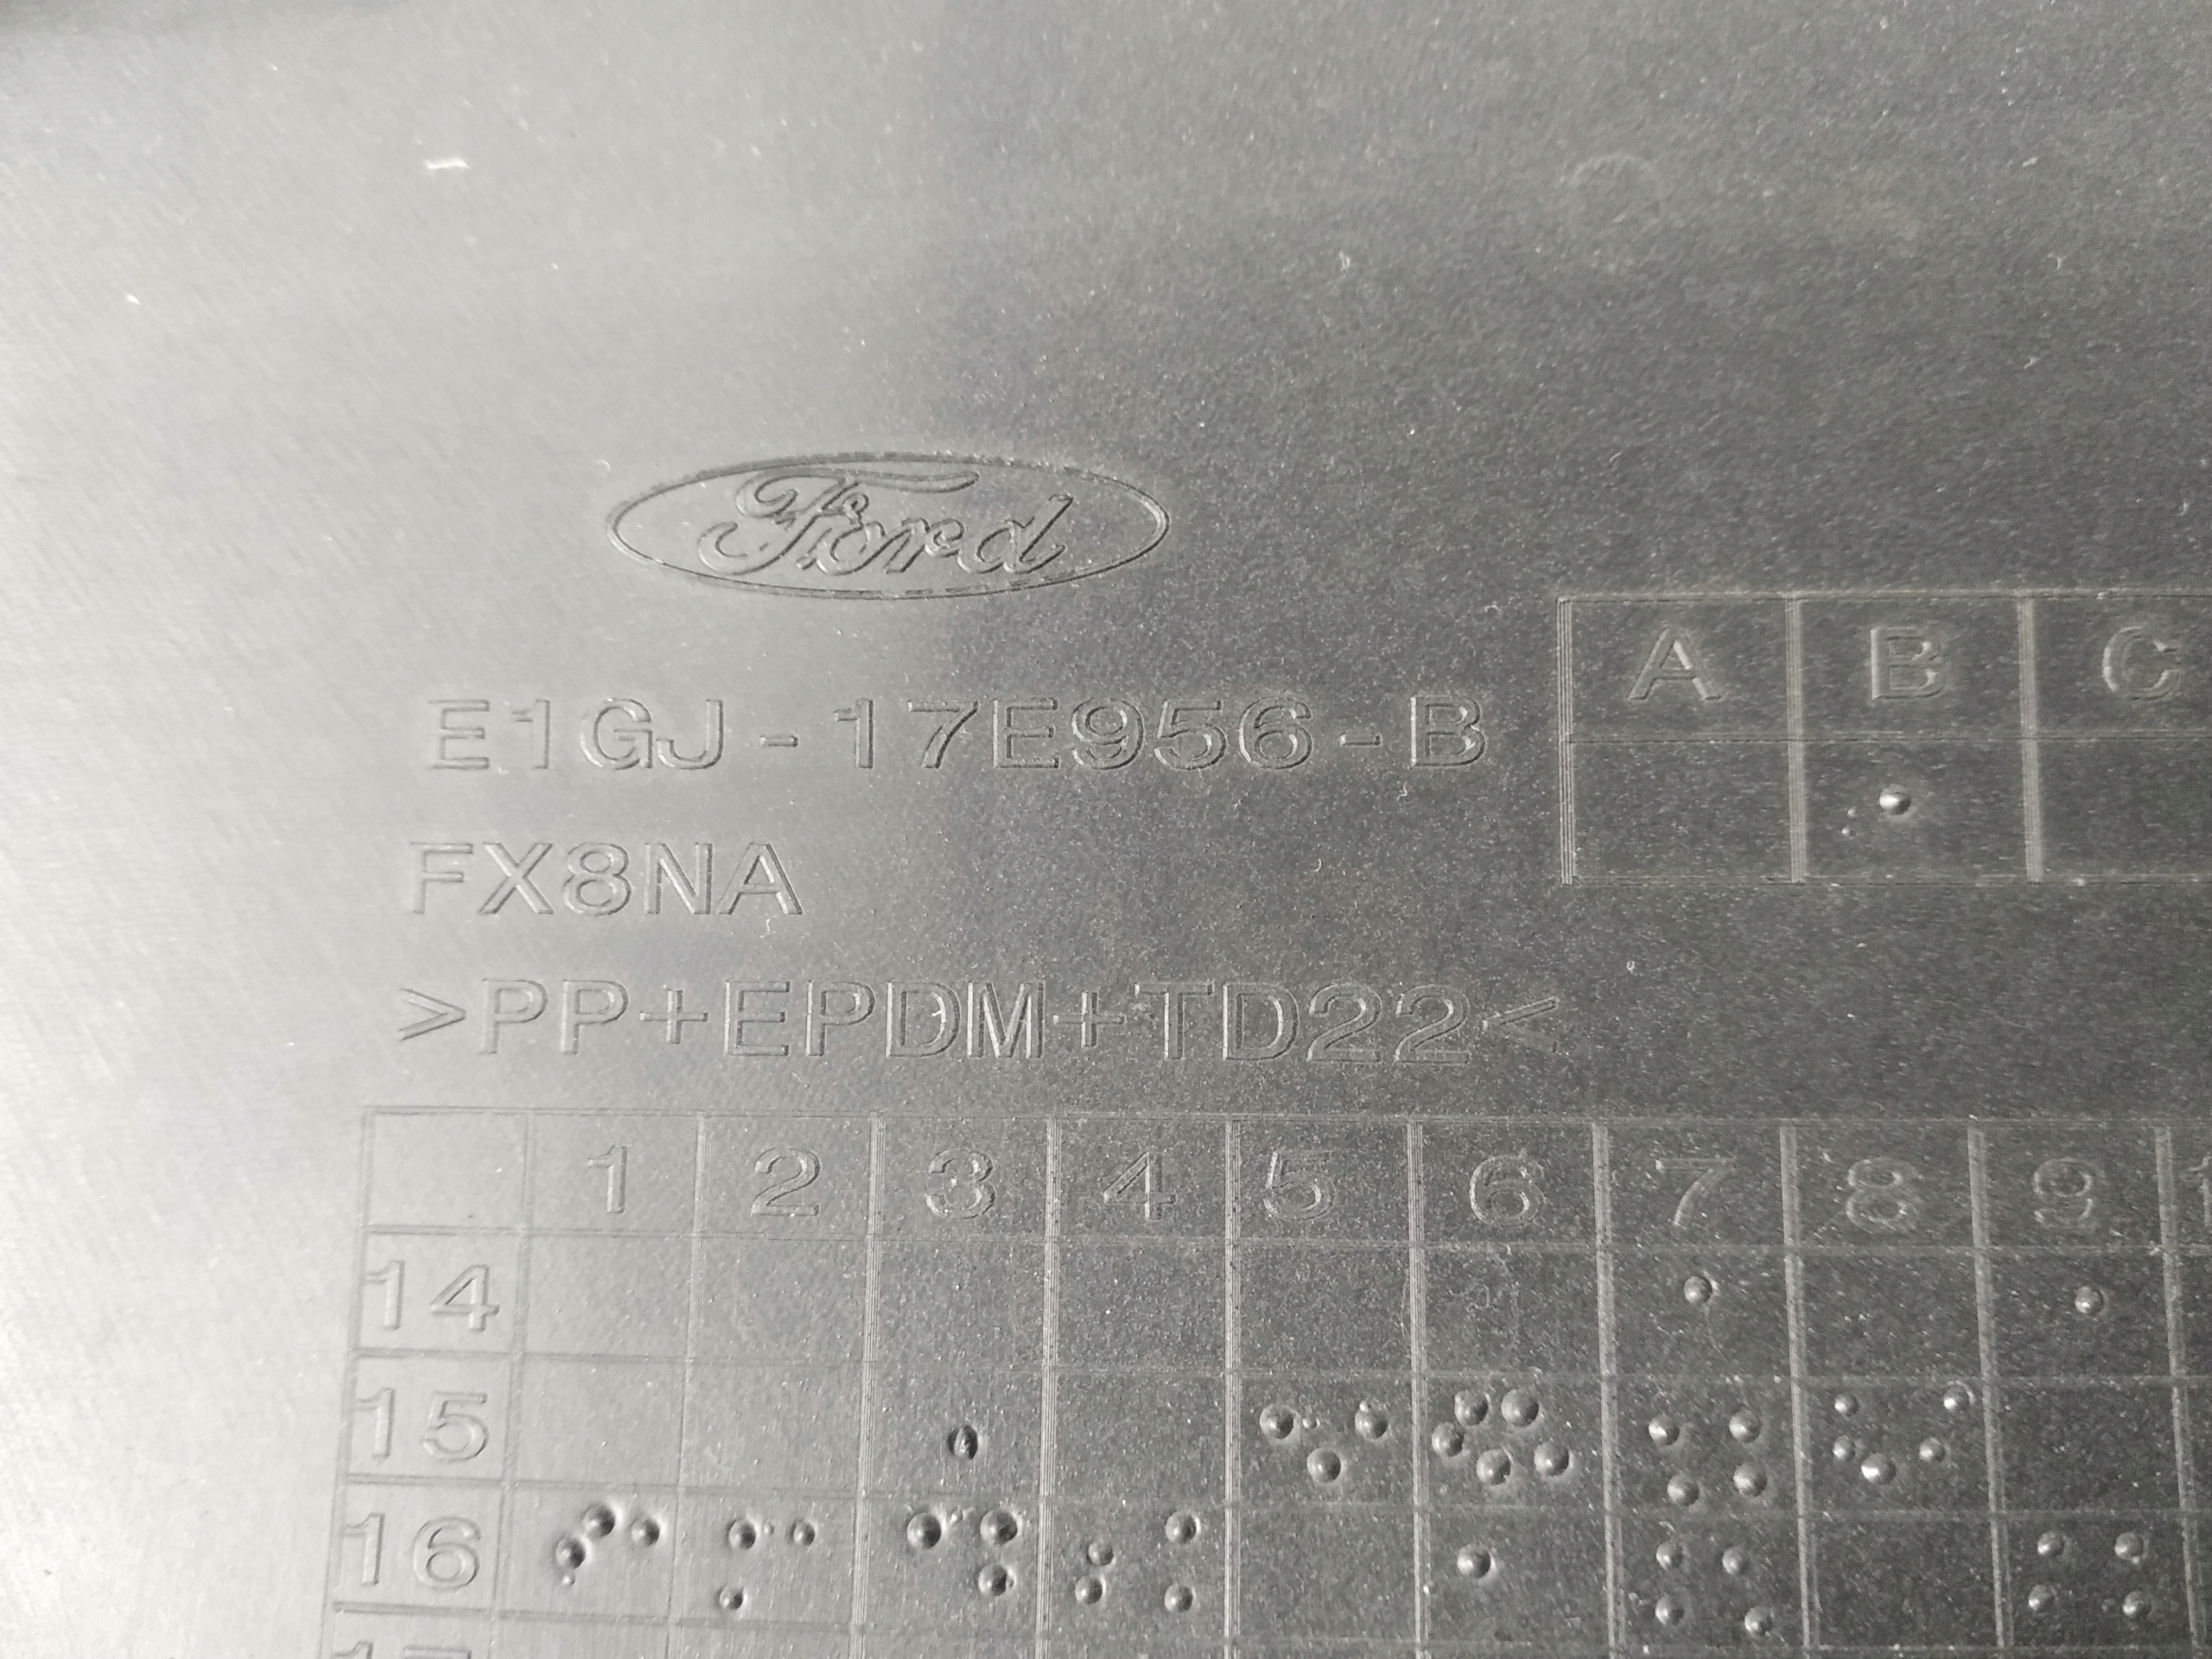 Ford
E1GJ-17E956-B
A B C
FX8NA
>PP+EPDM+TD22<
1 2 3 4 5 6 7 8 9
14
15
16